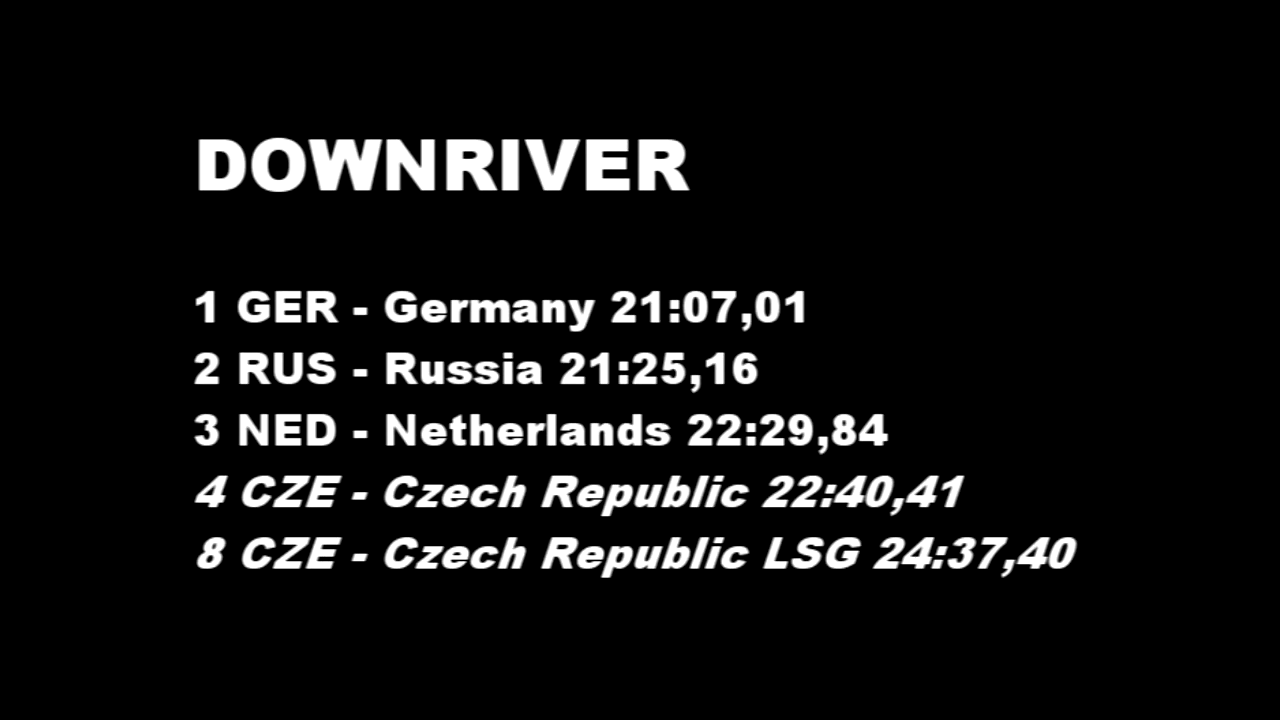 DOWNRIVER
1 GER - Germany 21:07,01
2 RUS - Russia 21:25,16
3 NED - Netherlands 22:29,84
4 CZE - Czech Republic 22:40,41
8 CZE - Czech Republic LSG 24:37,40